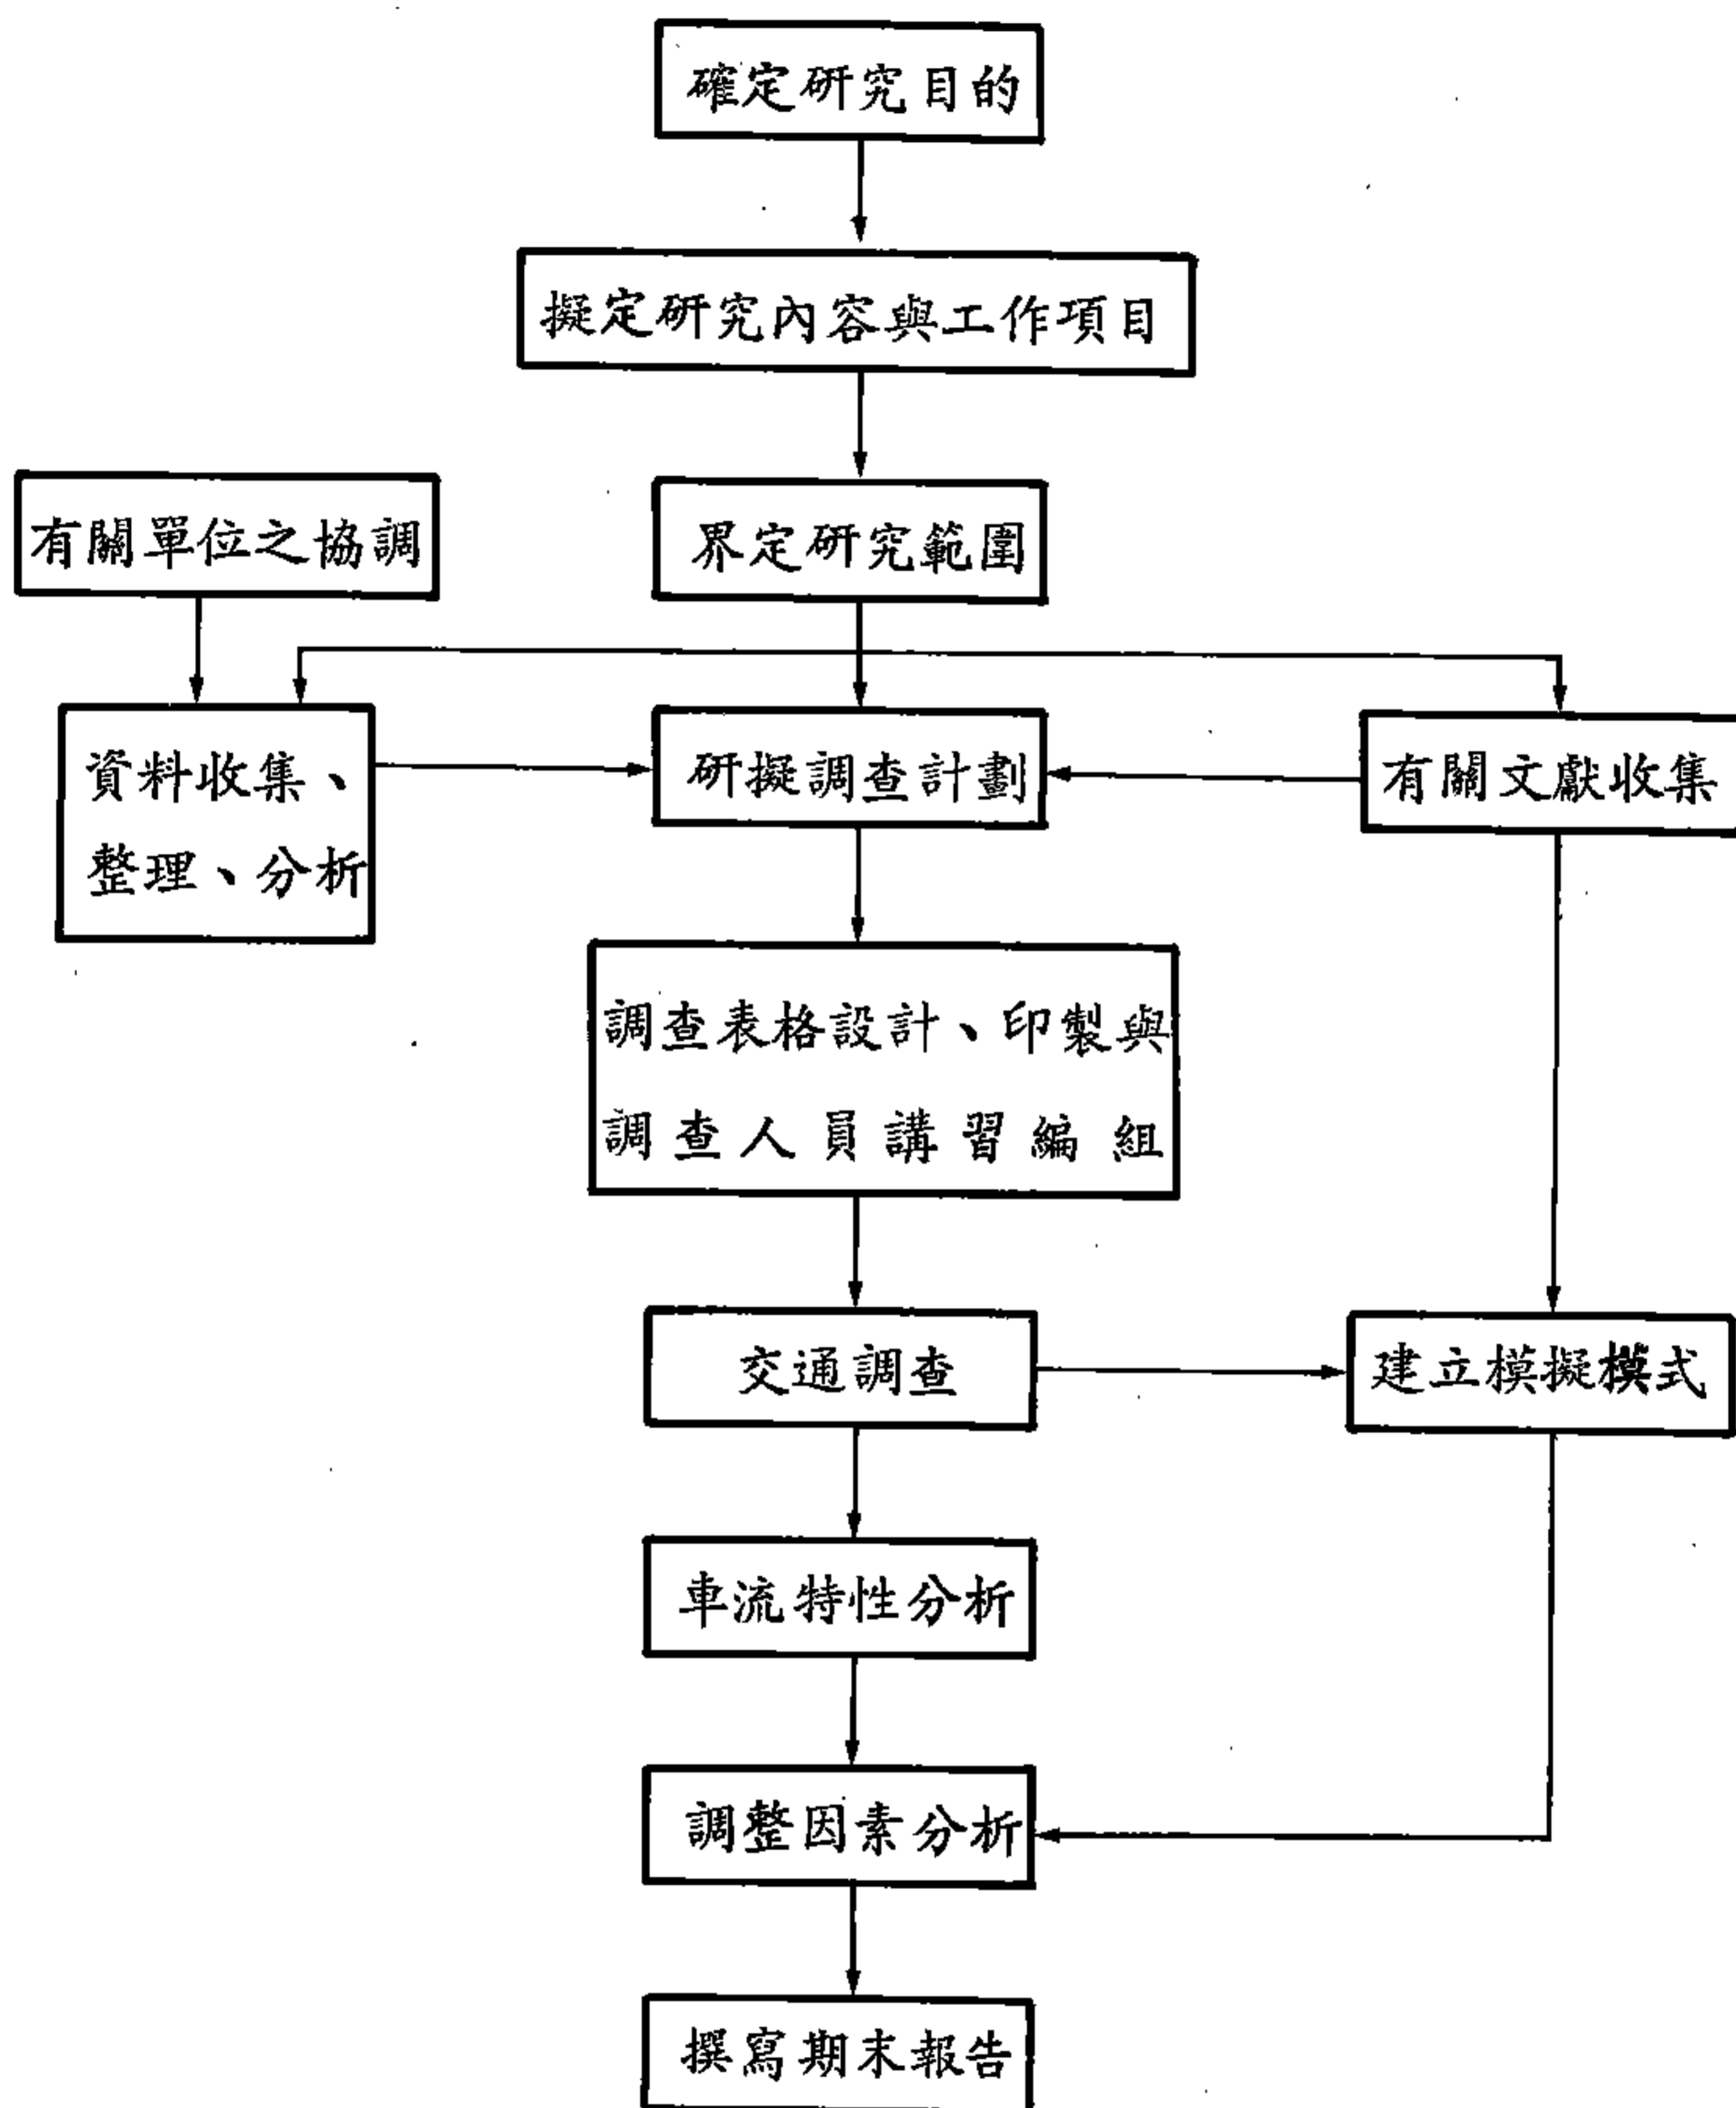 確定研究目的
擬定研究內容與工作項目
有關單位之協調
界定研究範圍
資料收集、
整理、分析
研擬調查計劃
有關文獻收集
調查表格設計、印製與
調查人員講習編組
交通調查
建立模擬模式
車流特性分析
調整因素分析
撰寫期末報告